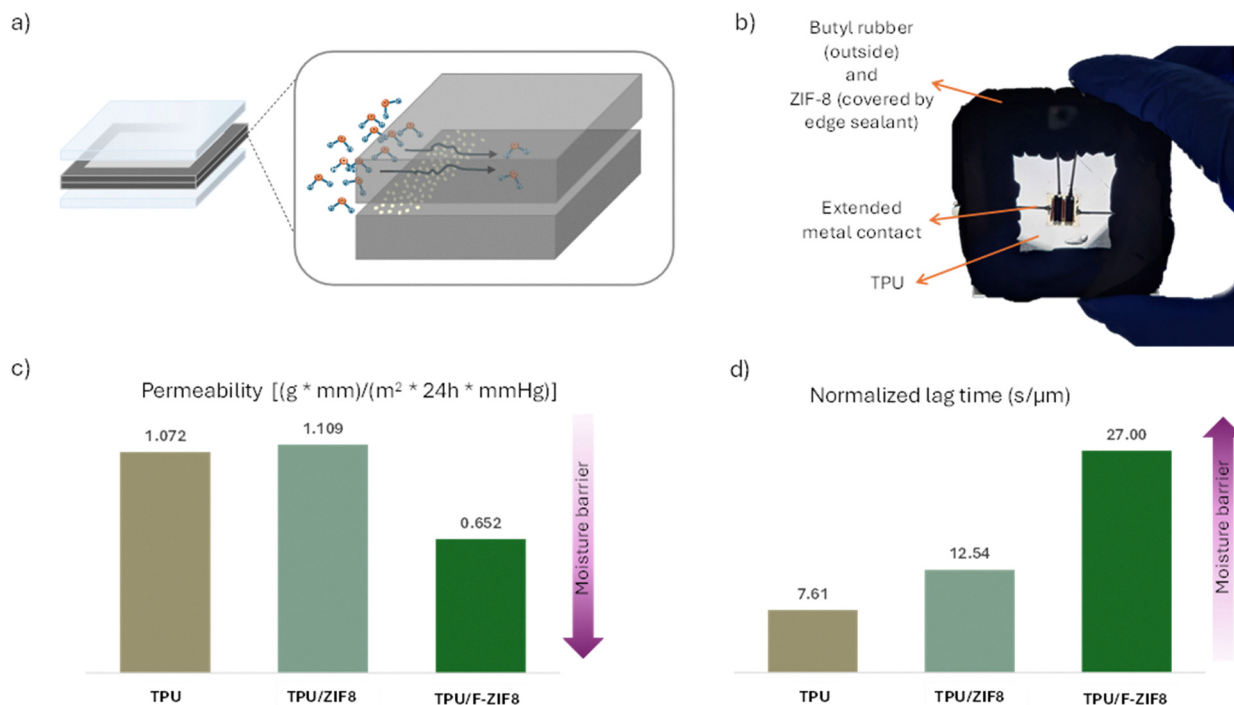 a)
b)
Butyl rubber
(outside)
and
ZIF-8 (covered by
edge sealant)
Extended
metal contact
TPU
c)
Permeability [(g * mm)/(m² * 24h * mmHg)]
1.072
1.109
0.652
Moisture barrier
TPU
TPU/ZIF8
TPU/F-ZIF8
d)
Normalized lag time (s/µm)
7.61
12.54
27.00
Moisture barrier
TPU
TPU/ZIF8
TPU/F-ZIF8